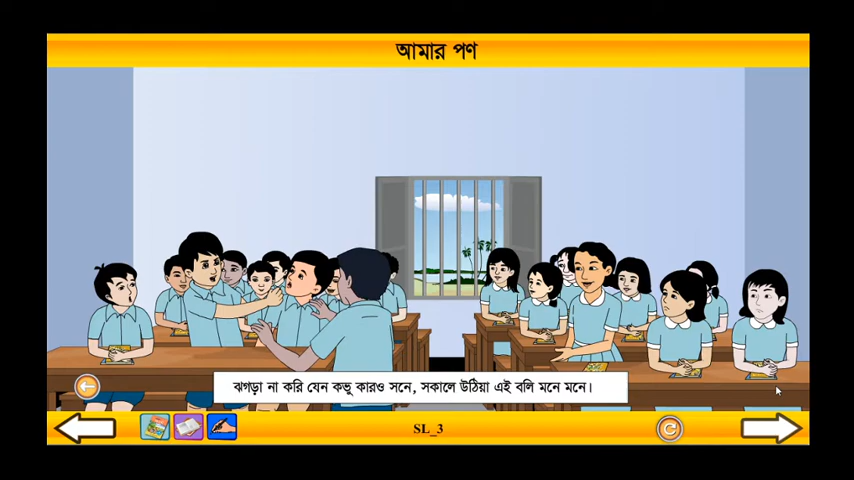 আমার পণ
ঝগড়া না করি যেন কভু কারও সনে, সকালে উঠিয়া এই বলি মনে মনে।
SL_3